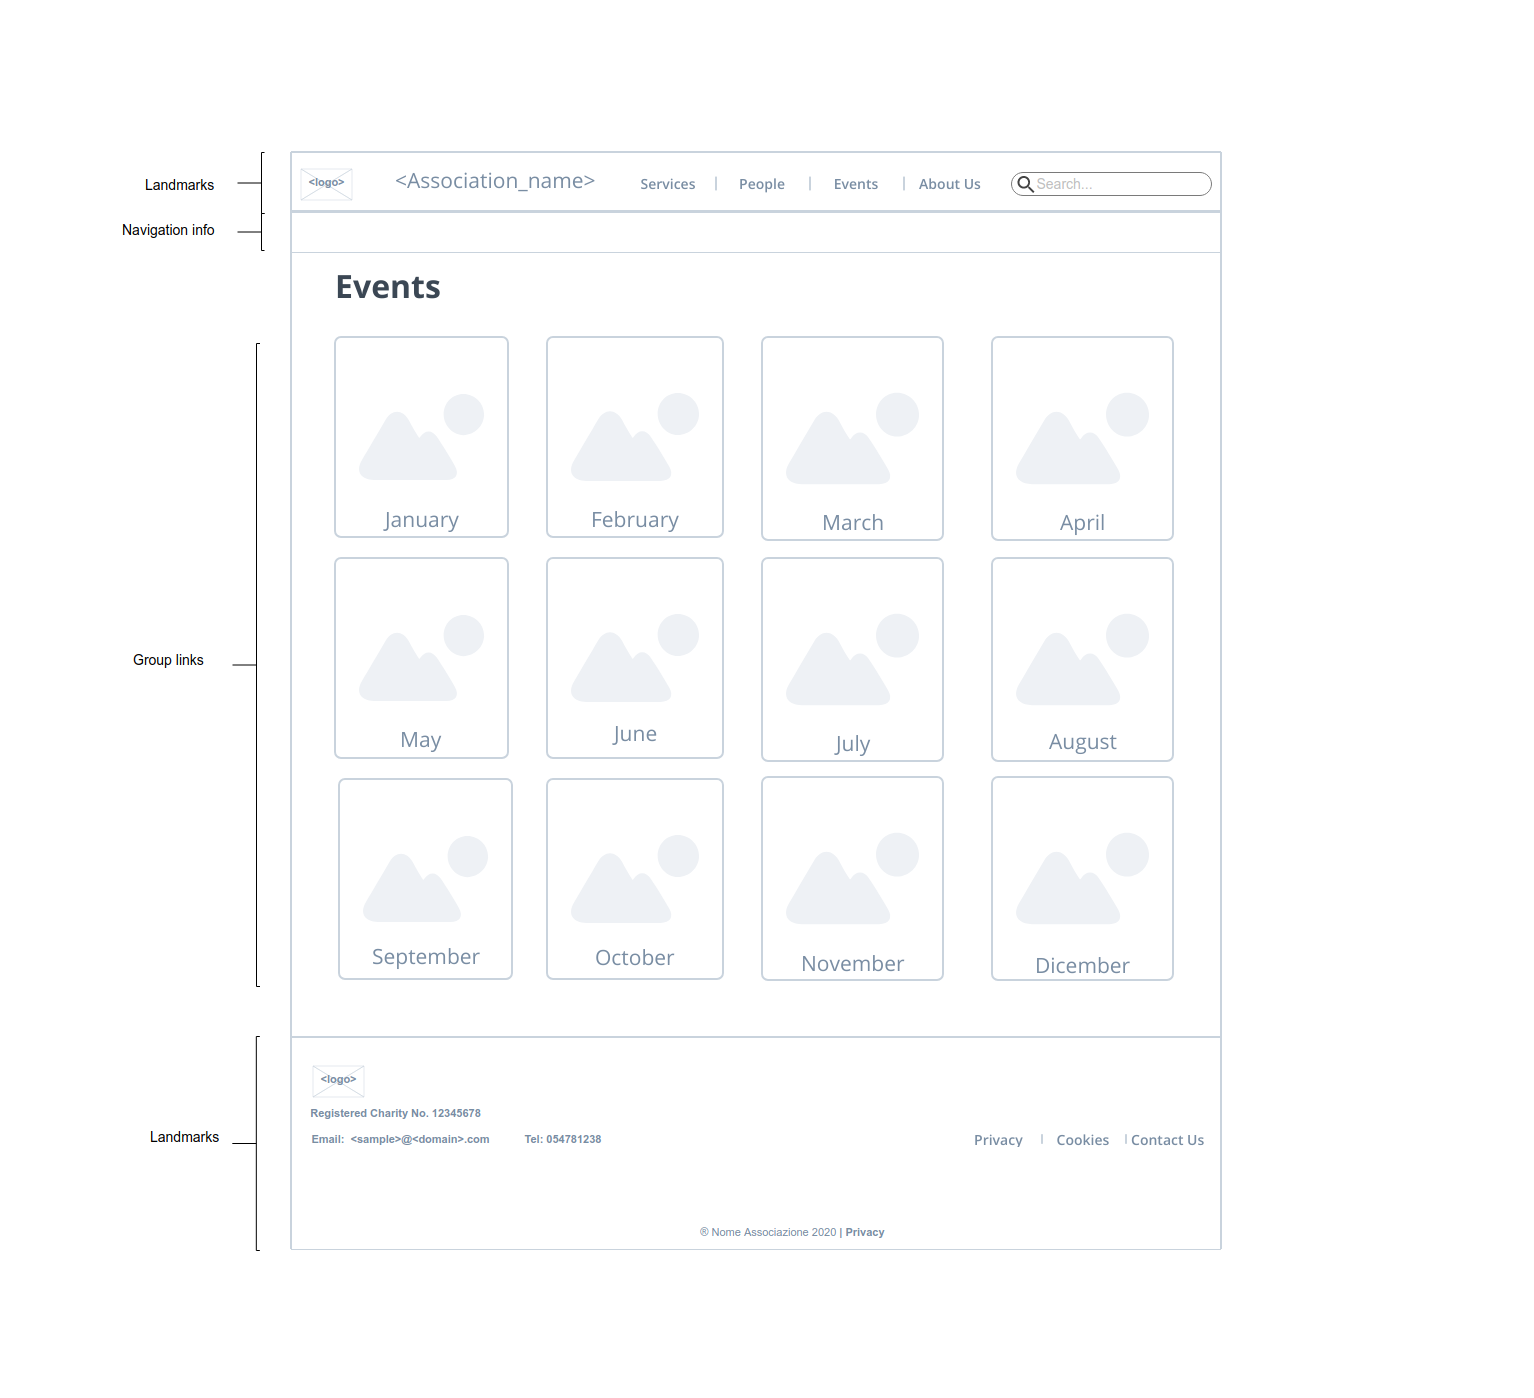 Landmarks
<logo>
<Association_name>
Services | People | Events | About Us
Search...
Navigation info
Events
January
February
March
April
Group links
May
June
July
August
September
October
November
Dicember
Landmarks
<logo>
Registered Charity No. 12345678
Email: <sample>@<domain>.com Tel: 054781238
Privacy | Cookies | Contact Us
® Nome Associazione 2020 | Privacy